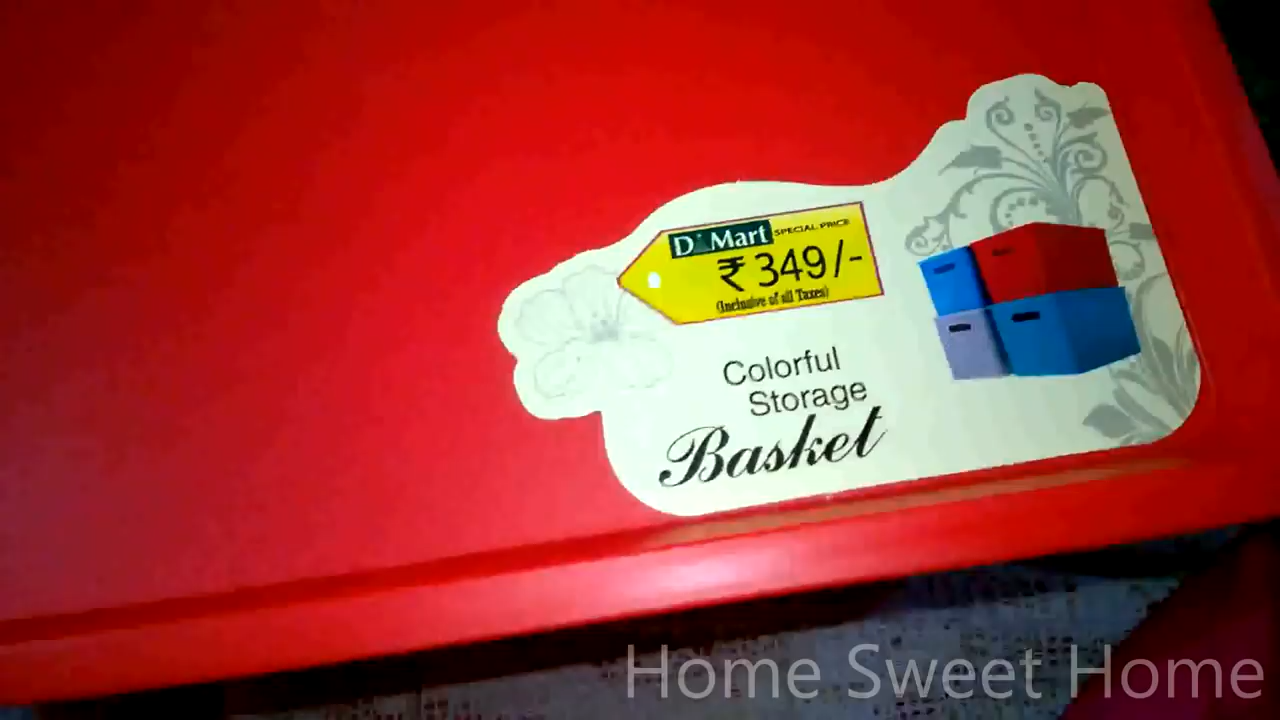 D' Mart SPECIAL PRICE
₹ 349/-
(Inclusive of all Taxes)
Colorful
Storage
Basket
Home Sweet Home